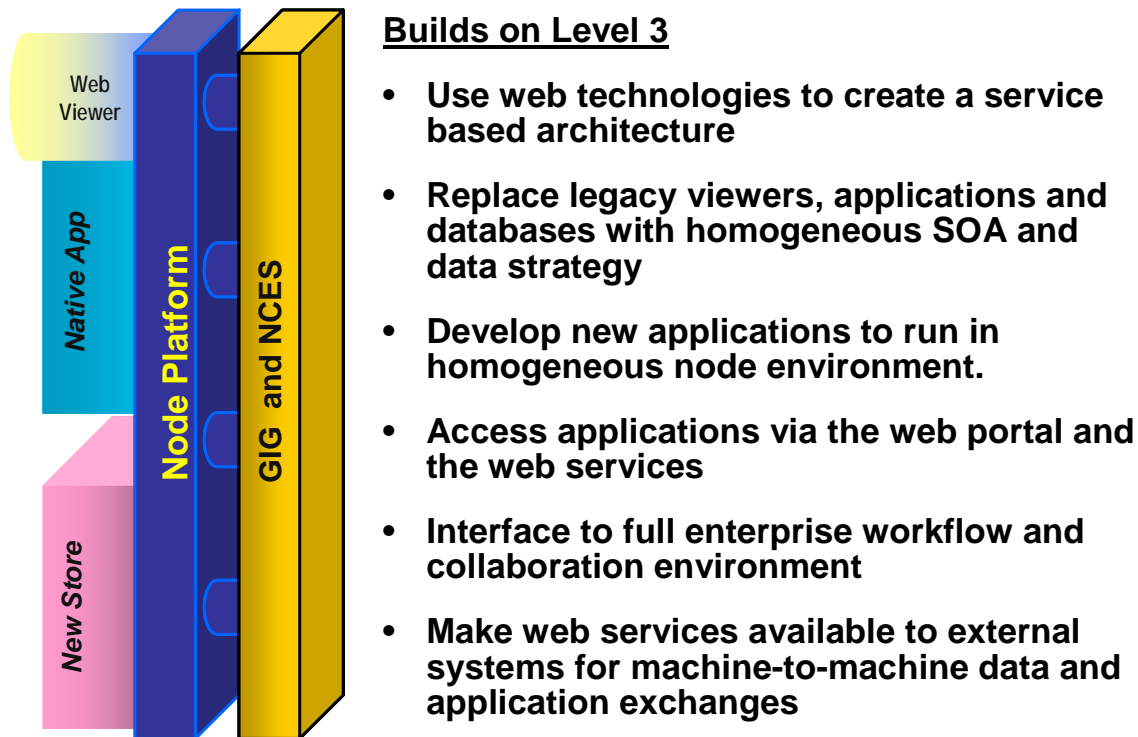 Web
Viewer
Native App
New Store
Node Platform
GIG and NCES
Builds on Level 3
• Use web technologies to create a service
based architecture
• Replace legacy viewers, applications and
databases with homogeneous SOA and
data strategy
• Develop new applications to run in
homogeneous node environment.
• Access applications via the web portal and
the web services
• Interface to full enterprise workflow and
collaboration environment
• Make web services available to external
systems for machine-to-machine data and
application exchanges